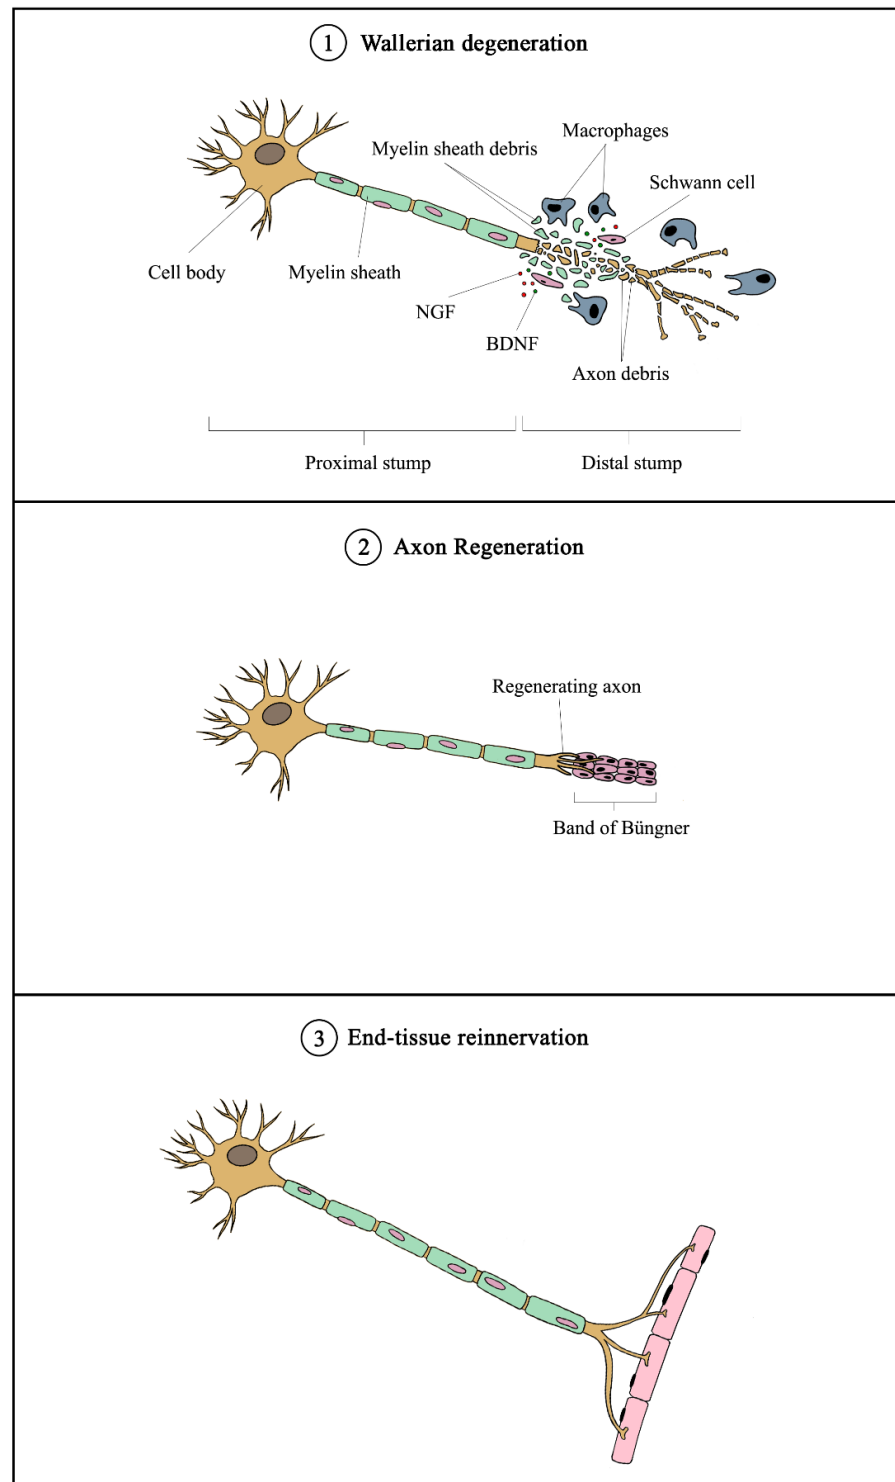 1 Wallerian degeneration
Macrophages
Myelin sheath debris
Schwann cell
Cell body
Myelin sheath
NGF
BDNF
Axon debris
Proximal stump
Distal stump
2 Axon Regeneration
Regenerating axon
Band of Büngner
3 End-tissue reinnervation